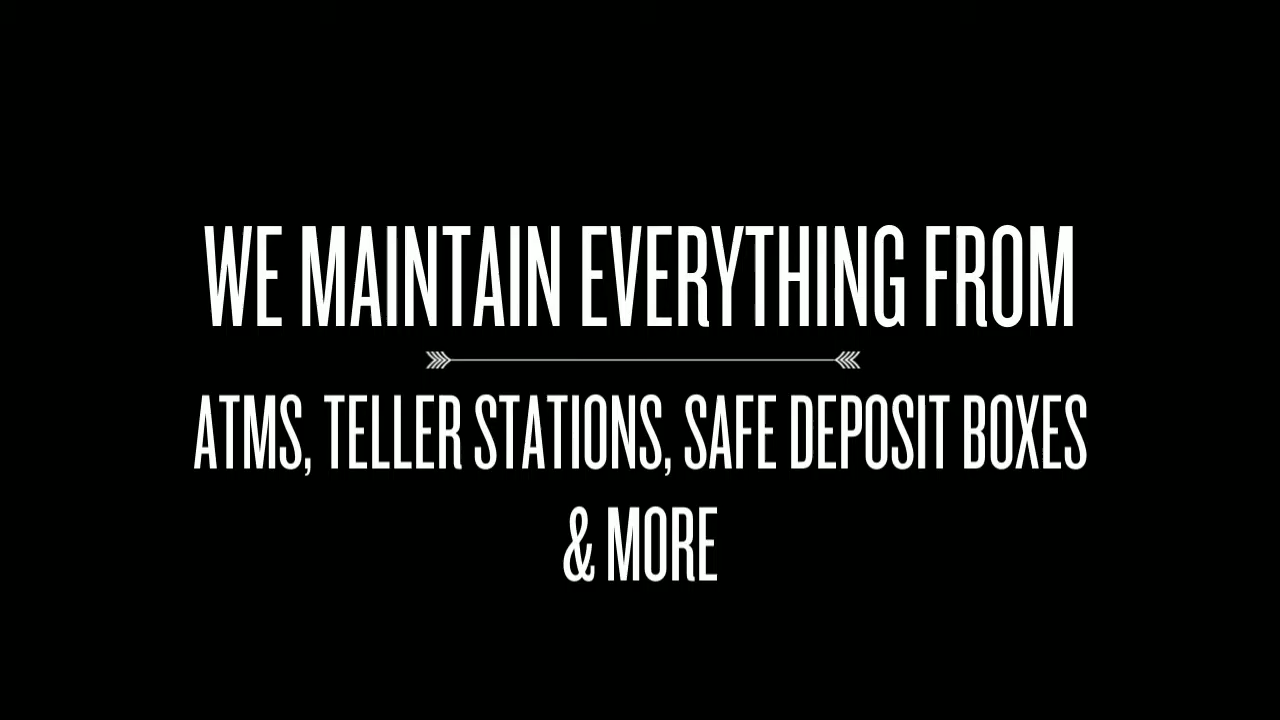 WE MAINTAIN EVERYTHING FROM
ATMS, TELLER STATIONS, SAFE DEPOSIT BOXES
& MORE